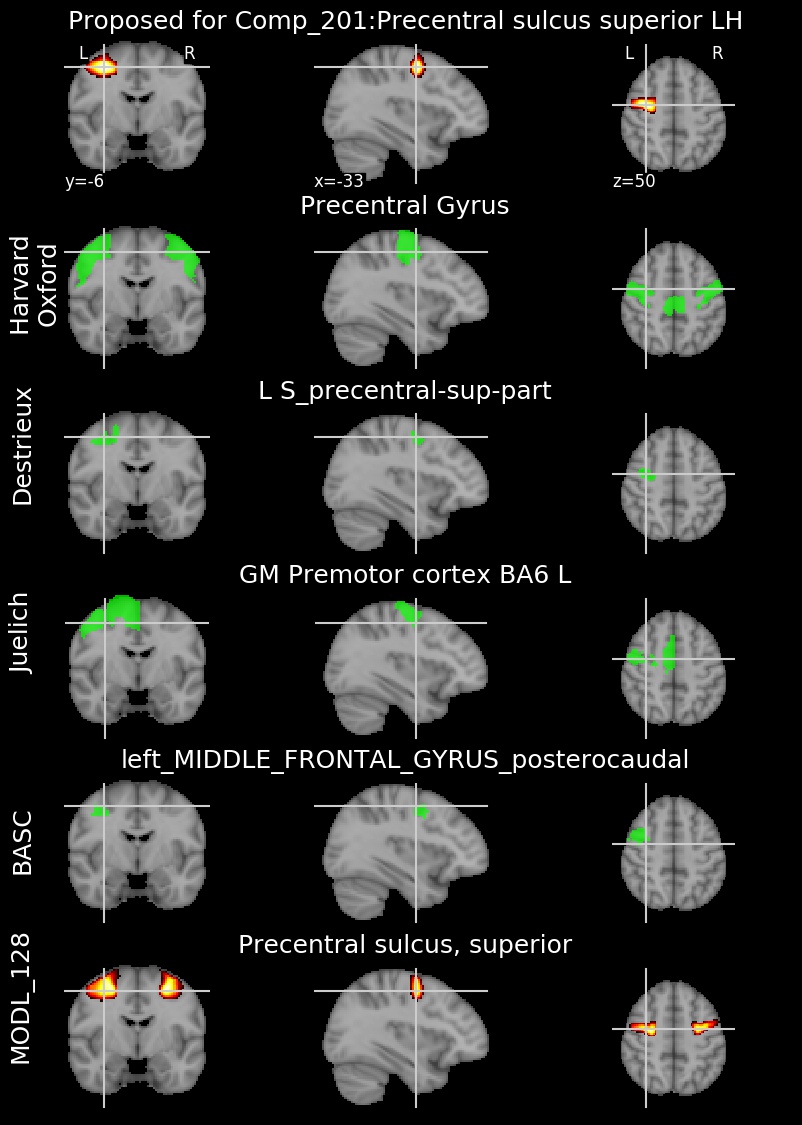 Proposed for Comp_201:Precentral sulcus superior LH
L R
L R
y=-6
x=-33
z=50
Precentral Gyrus
Harvard
Oxford
L S_precentral-sup-part
Destrieux
GM Premotor cortex BA6 L
Juelich
left_MIDDLE_FRONTAL_GYRUS_posterocaudal
BASC
Precentral sulcus, superior
MODL_128